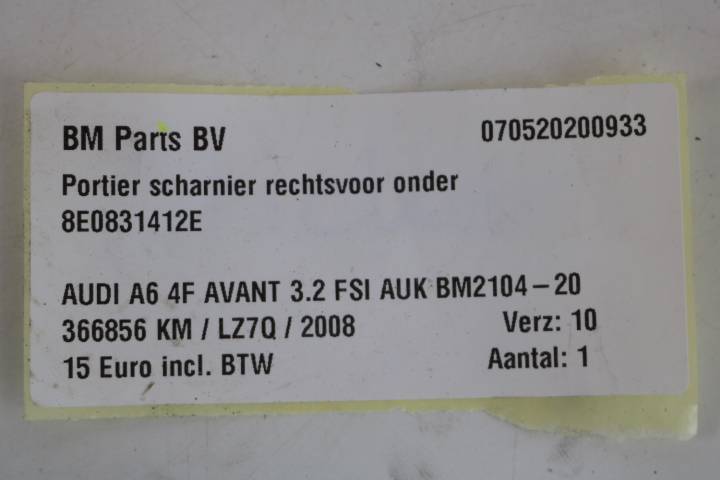 BM Parts BV 070520200933
Portier scharnier rechtsvoor onder
8E0831412E
AUDI A6 4F AVANT 3.2 FSI AUK BM2104-20
366856 KM / LZ7Q / 2008 Verz: 10
15 Euro incl. BTW Aantal: 1